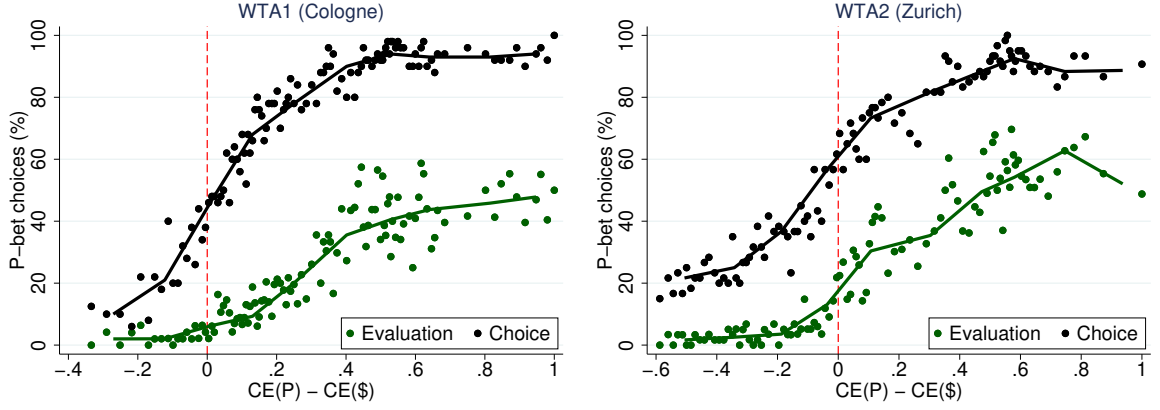 WTA1 (Cologne)
P-bet choices (%)
100
80
60
40
20
0
Evaluation
Choice
−.4
−.2
0
.2
.4
.6
.8
1
CE(P) − CE($)
WTA2 (Zurich)
P-bet choices (%)
100
80
60
40
20
0
Evaluation
Choice
−.6
−.4
−.2
0
.2
.4
.6
.8
1
CE(P) − CE($)